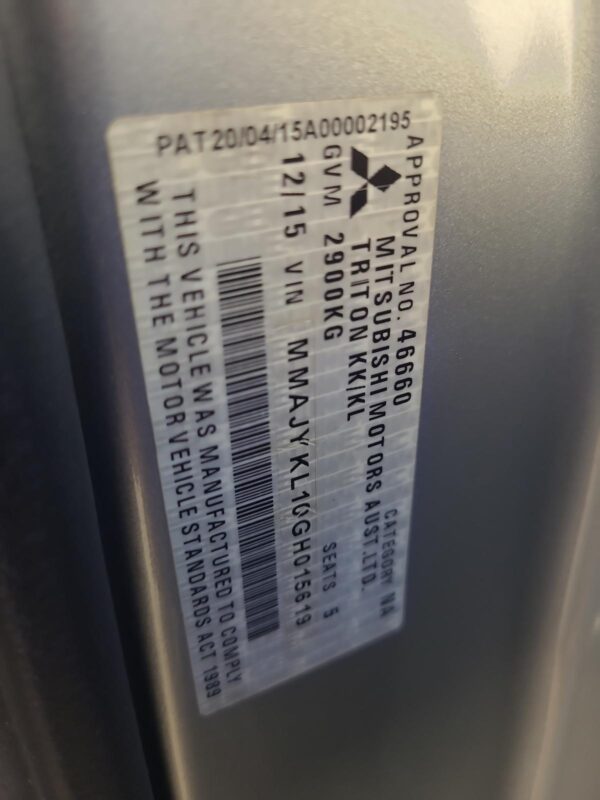 APPROVAL NO. 46660 CATEGORY NA
MITSUBISHI MOTORS AUST.LTD.
TRITON KK/KL
GVM 2900KG SEATS 5
12/15 VIN MMAJYKL10GH015619
THIS VEHICLE WAS MANUFACTURED TO COMPLY
WITH THE MOTOR VEHICLE STANDARDS ACT 1989
PAT20/04/15A00002195